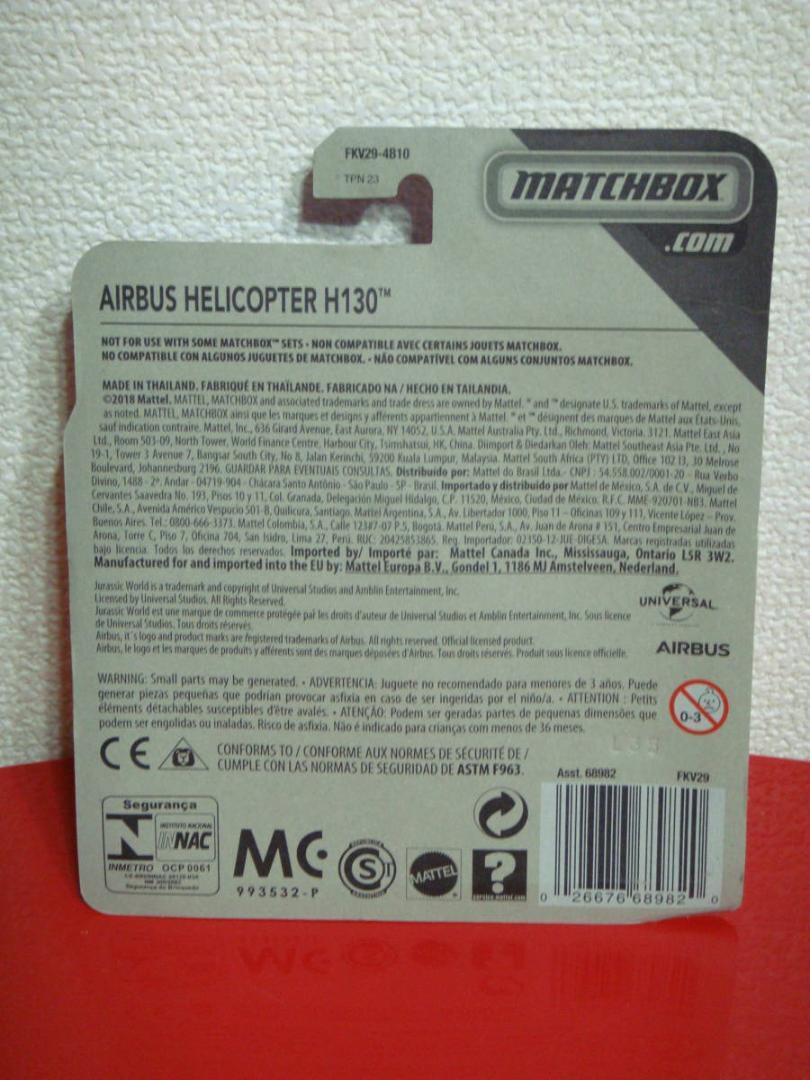 FKV29-4B10
TPN 23
MATCHBOX
.com
AIRBUS HELICOPTER H130™
NOT FOR USE WITH SOME MATCHBOX™ SETS • NON COMPATIBLE AVEC CERTAINS JOUETS MATCHBOX.
NO COMPATIBLE CON ALGUNOS JUGUETES DE MATCHBOX. • NÃO COMPATÍVEL COM ALGUNS CONJUNTOS MATCHBOX.
MADE IN THAILAND. FABRIQUÉ EN THAÏLANDE. FABRICADO NA / HECHO EN TAILANDIA.
©2018 Mattel. MATTEL, MATCHBOX and associated trademarks and trade dress are owned by Mattel. ® and ™ designate U.S. trademarks of Mattel, except
as noted. MATTEL, MATCHBOX ainsi que les marques et designs y afférents appartiennent à Mattel. ® et ™ désignent des marques de Mattel aux États-Unis,
sauf indication contraire. Mattel, Inc., 636 Girard Avenue, East Aurora, NY 14052, U.S.A. Mattel Australia Pty. Ltd., Richmond, Victoria. 3121. Mattel East Asia
Ltd., Room 503-09, North Tower, World Finance Centre, Harbour City, Tsimshatsui, HK, China. Diimport & Diedarkan Oleh: Mattel Southeast Asia Pte. Ltd., No
19-1, Tower 3 Avenue 7, Bangsar South City, No 8, Jalan Kerinchi, 59200 Kuala Lumpur, Malaysia. Mattel South Africa (PTY) LTD, Office 102 I3, 30 Melrose
Boulevard, Johannesburg 2196. GUARDAR PARA EVENTUAIS CONSULTAS. Distribuído por: Mattel do Brasil Ltda.- CNPJ : 54.558.002/0001-20 - Rua Verbo
Divino, 1488 - 2º. Andar - 04719-904 - Chácara Santo Antônio - São Paulo - SP - Brasil. Importado y distribuido por Mattel de México, S.A. de C.V., Miguel de
Cervantes Saavedra No. 193, Pisos 10 y 11, Col. Granada, Delegación Miguel Hidalgo, C.P. 11520, México, Ciudad de México. R.F.C. MME-920701-NB3. Mattel
Chile, S.A., Avenida Américo Vespucio 501-B, Quilicura, Santiago. Mattel Argentina, S.A., Av. Libertador 1000, Piso 11 – Oficinas 109 y 111, Vicente López – Prov.
Buenos Aires. Tel.: 0800-666-3373. Mattel Colombia, S.A., Calle 123#7-07 P.5, Bogotá. Mattel Perú, S.A., Av. Juan de Arona # 151, Centro Empresarial Juan de
Arona, Torre C, Piso 7, Oficina 704, San Isidro, Lima 27, Perú. RUC: 20425853865. Reg. Importador: 02350-12-JUE-DIGESA. Marcas registradas utilizadas
bajo licencia. Todos los derechos reservados. Imported by/ Importé par: Mattel Canada Inc., Mississauga, Ontario L5R 3W2.
Manufactured for and imported into the EU by: Mattel Europa B.V., Gondel 1, 1186 MJ Amstelveen, Nederland.
Jurassic World is a trademark and copyright of Universal Studios and Amblin Entertainment, Inc.
Licensed by Universal Studios. All Rights Reserved.
Jurassic World est une marque de commerce protégée par les droits d'auteur de Universal Studios et Amblin Entertainment, Inc. Sous licence
de Universal Studios. Tous droits réservés.
Airbus, it's logo and product marks are registered trademarks of Airbus. All rights reserved. Official licensed product.
Airbus, le logo et les marques de produits y afférents sont des marques déposées d'Airbus. Tous droits réservés. Produit sous licence officielle.
UNIVERSAL
AIRBUS
WARNING: Small parts may be generated. • ADVERTENCIA: Juguete no recomendado para menores de 3 años. Puede
generar piezas pequeñas que podrían provocar asfixia en caso de ser ingeridas por el niño/a. • ATTENTION : Petits
éléments détachables susceptibles d'être avalés. • ATENÇÃO: Podem ser geradas partes de pequenas dimensões que
podem ser engolidas ou inaladas. Risco de asfixia. Não é indicado para crianças com menos de 36 meses.
0-3
CE
CONFORMS TO / CONFORME AUX NORMES DE SÉCURITÉ DE /
CUMPLE CON LAS NORMAS DE SEGURIDAD DE ASTM F963.
Asst. 68982 FKV29
Segurança
INSTITUTO NACIONAL
INNAC
INMETRO OCP 0061
Segurança do Brinquedo
MC
993532-P
S
MATTEL
?
service.mattel.com
0 26676 68982 0